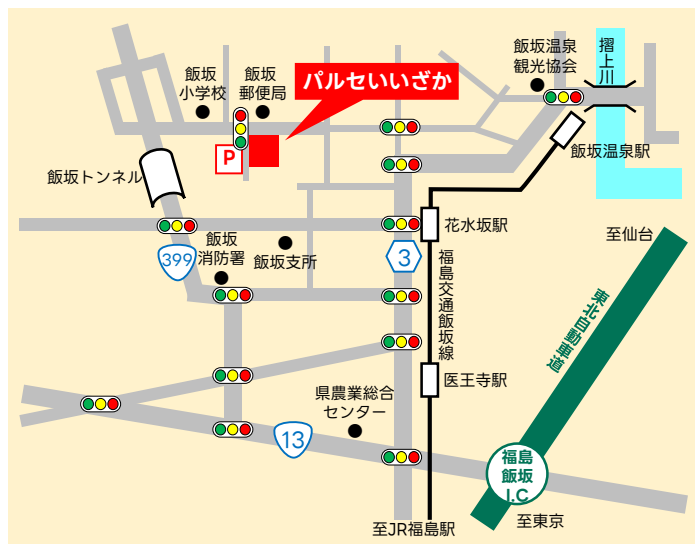 飯坂温泉
観光協会
摺上川
飯坂
小学校
飯坂
郵便局
パルセいいざか
P
飯坂温泉駅
飯坂トンネル
花水坂駅
至仙台
飯坂
消防署
飯坂支所
399
3
福島交通飯坂線
東北自動車道
医王寺駅
県農業総合
センター
13
福島
飯坂
I.C
至東京
至JR福島駅